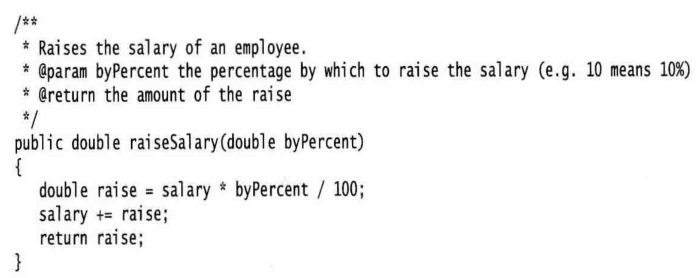 /**
 * Raises the salary of an employee.
 * @param byPercent the percentage by which to raise the salary (e.g. 10 means 10%)
 * @return the amount of the raise
 */
public double raiseSalary(double byPercent)
{
   double raise = salary * byPercent / 100;
   salary += raise;
   return raise;
}